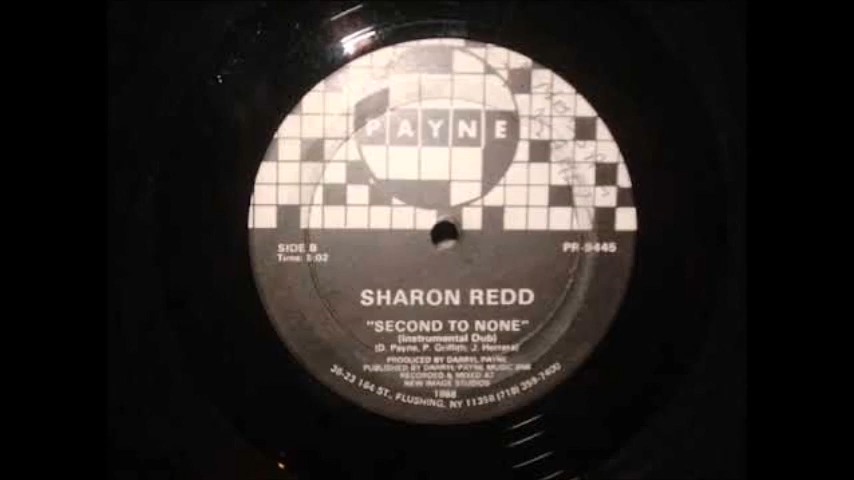 PAYNE
SIDE B
Time: 5:02
PR-9445
SHARON REDD
"SECOND TO NONE"
(Instrumental Dub)
(D. Payne, P. Griffith, J. Herrera)
PRODUCED BY DARRYL PAYNE
PUBLISHED BY DARRYL PAYNE MUSIC BMI
RECORDED & MIXED AT
NEW IMAGE STUDIOS
1988
35-23 164 ST, FLUSHING, NY 11358 (718) 359-7400